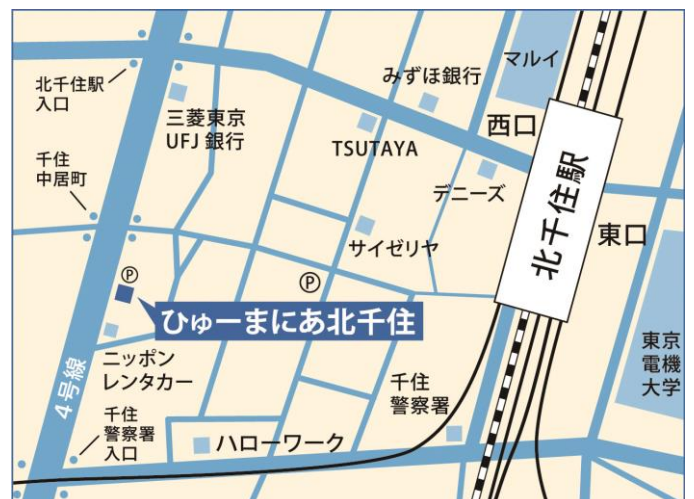 マルイ
みずほ銀行
北千住駅
入口
三菱東京
UFJ 銀行
TSUTAYA
西口
デニーズ
千住
中居町
サイゼリヤ
北千住駅
東口
Ⓟ
Ⓟ
ひゅーまにあ北千住
ニッポン
レンタカー
4号線
千住
警察署
入口
ハローワーク
千住
警察署
東京
電機
大学